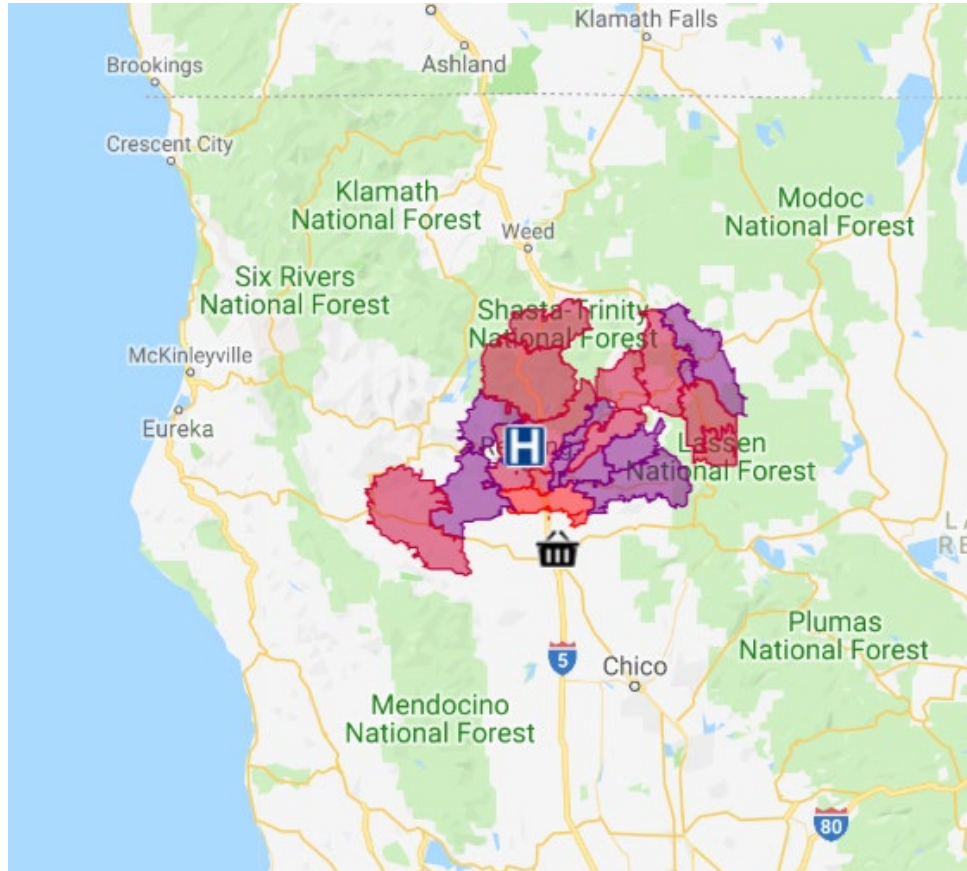 Klamath Falls
Ashland
Brookings
Crescent City
Klamath
National Forest
Modoc
National Forest
Weed
Six Rivers
National Forest
Shasta-Trinity
National Forest
McKinleyville
Eureka
H
Lassen
National Forest
Plumas
National Forest
5
Chico
Mendocino
National Forest
80